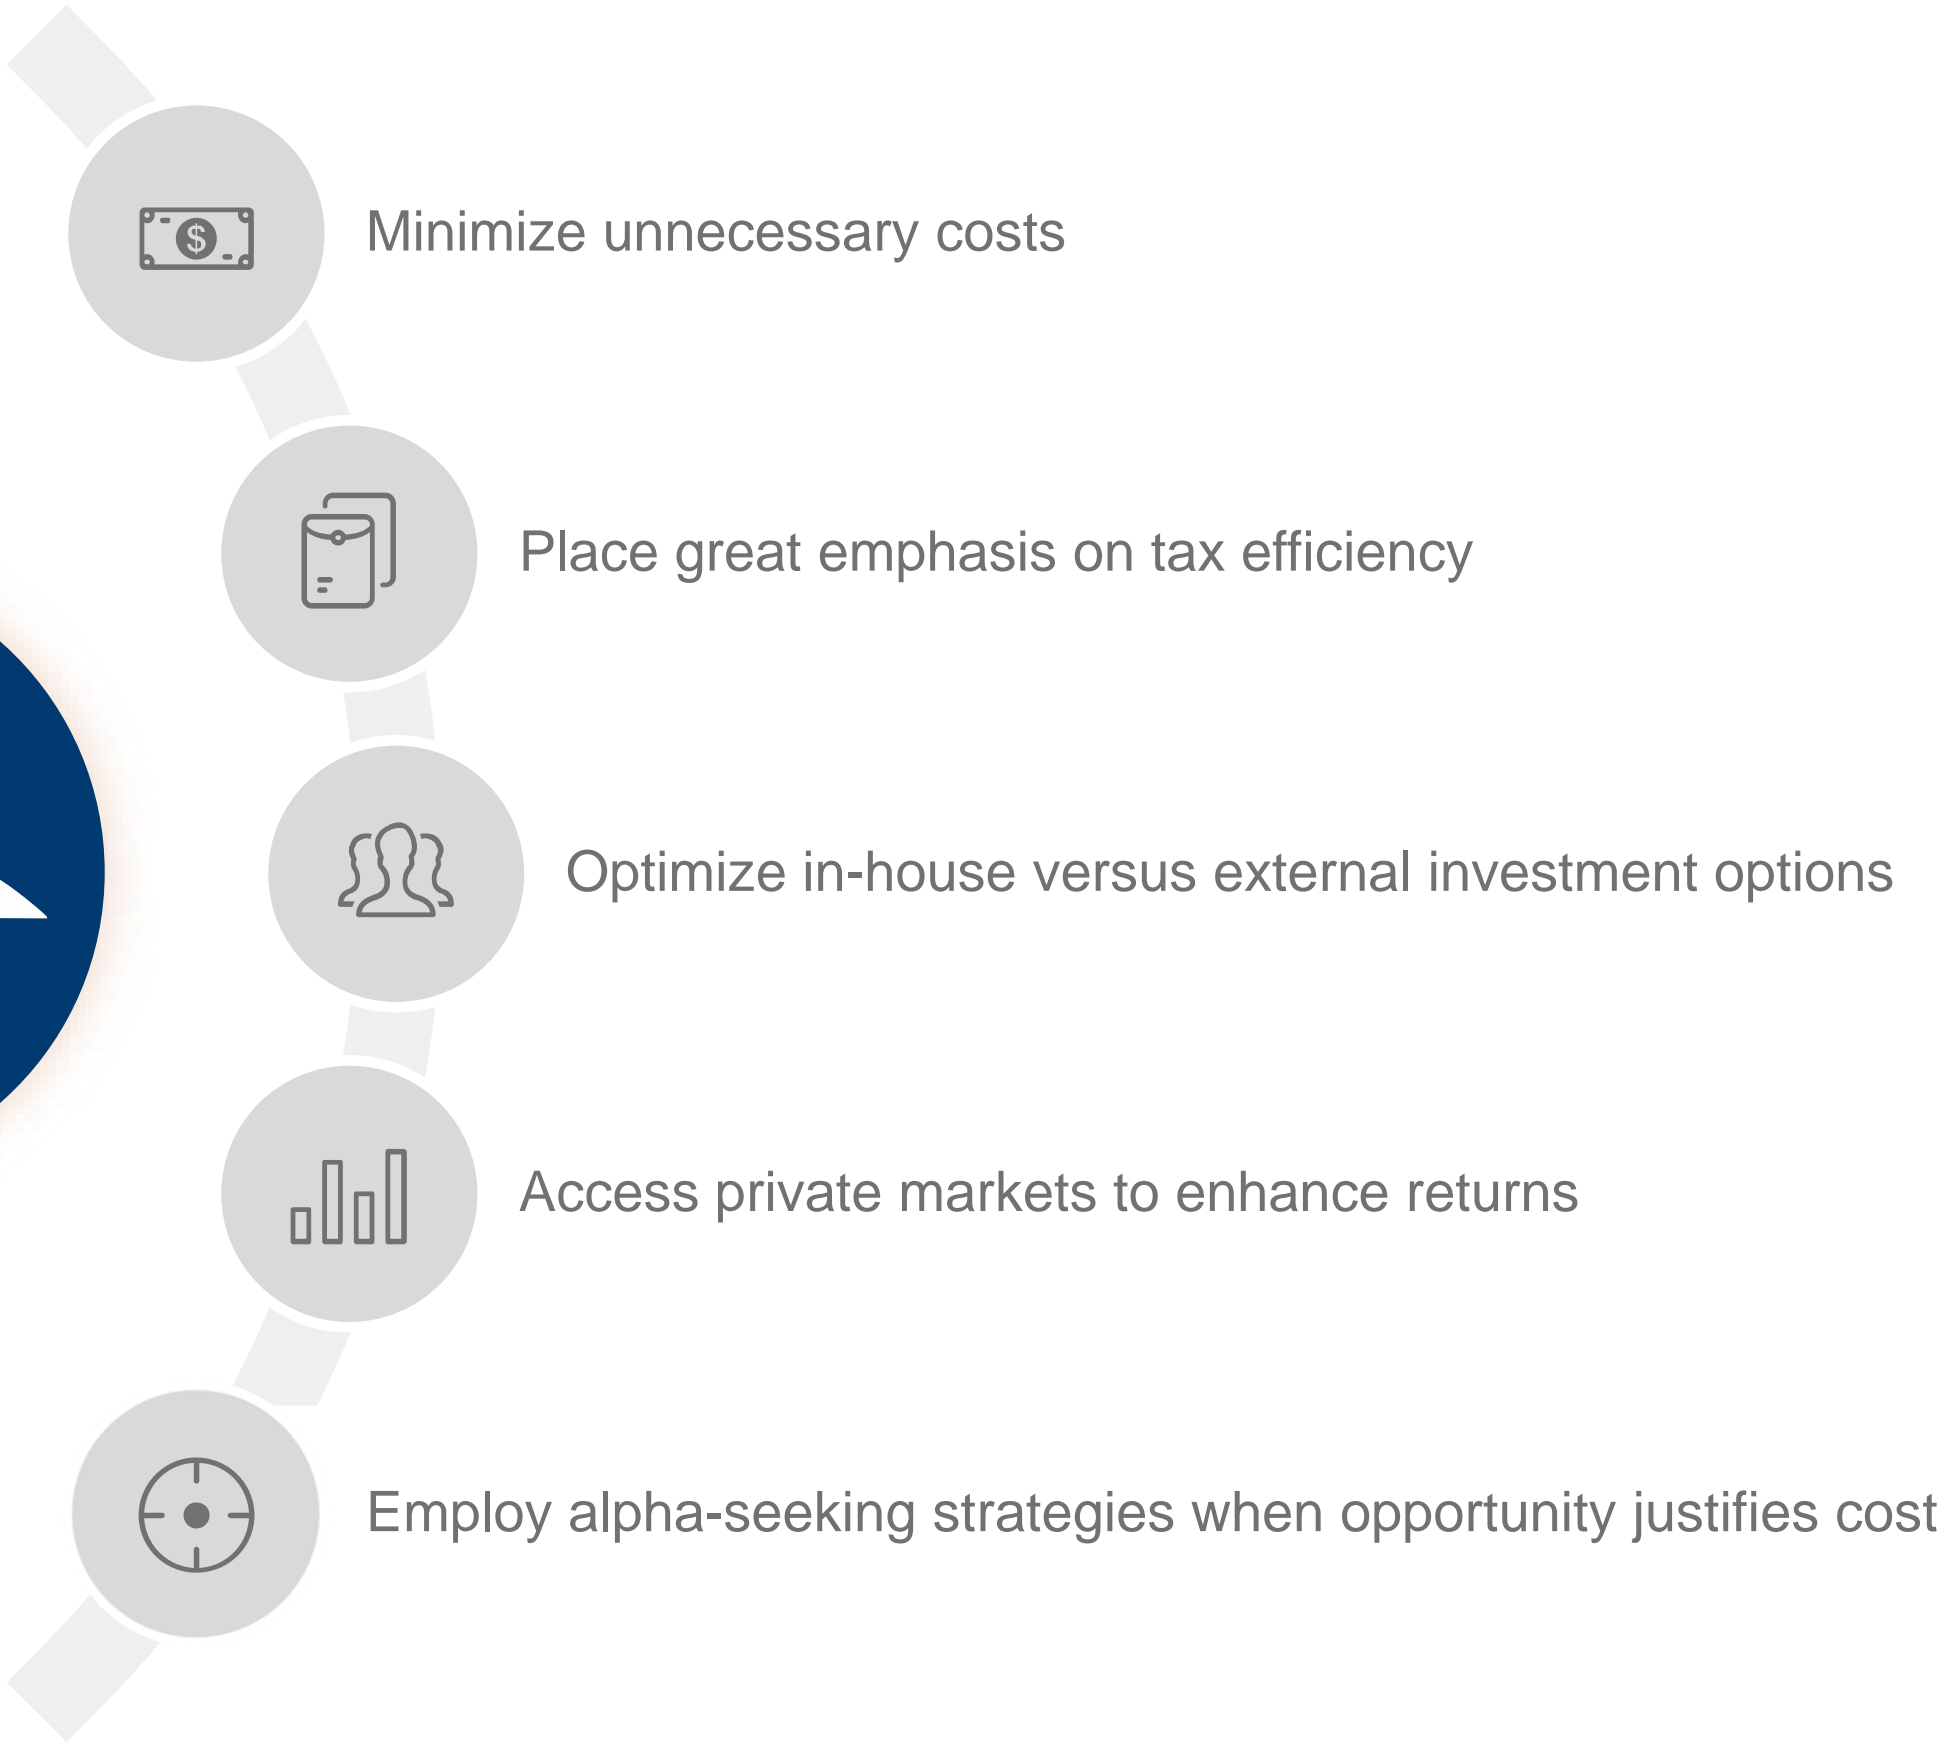 Minimize unnecessary costs
Place great emphasis on tax efficiency
Optimize in-house versus external investment options
Access private markets to enhance returns
Employ alpha-seeking strategies when opportunity justifies cost